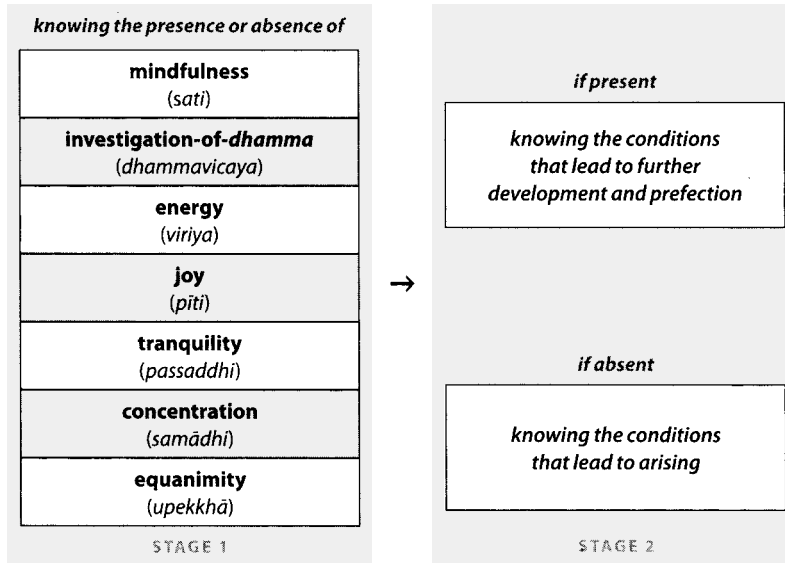 knowing the presence or absence of
mindfulness
(sati)
investigation-of-dhamma
(dhammavicaya)
energy
(viriya)
joy
(pīti)
tranquility
(passaddhi)
concentration
(samādhi)
equanimity
(upekkhā)
STAGE 1
→
if present
knowing the conditions
that lead to further
development and prefection
if absent
knowing the conditions
that lead to arising
STAGE 2